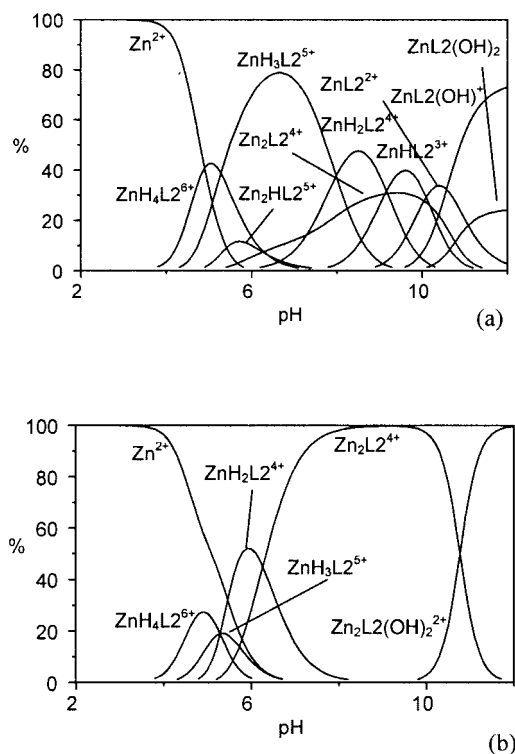 100
80
60
40
20
0
%
2
6
10
pH
(a)
Zn²⁺
ZnH₃L2⁵⁺
ZnL2(OH)₂
ZnL2²⁺
ZnL2(OH)⁺
Zn₂L2⁴⁺
ZnH₂L2⁴⁺
ZnHL2³⁺
ZnH₄L2⁶⁺
Zn₂HL2⁵⁺
100
80
60
40
20
0
%
2
6
10
pH
(b)
Zn²⁺
ZnH₂L2⁴⁺
Zn₂L2⁴⁺
ZnH₃L2⁵⁺
ZnH₄L2⁶⁺
Zn₂L2(OH)₂²⁺